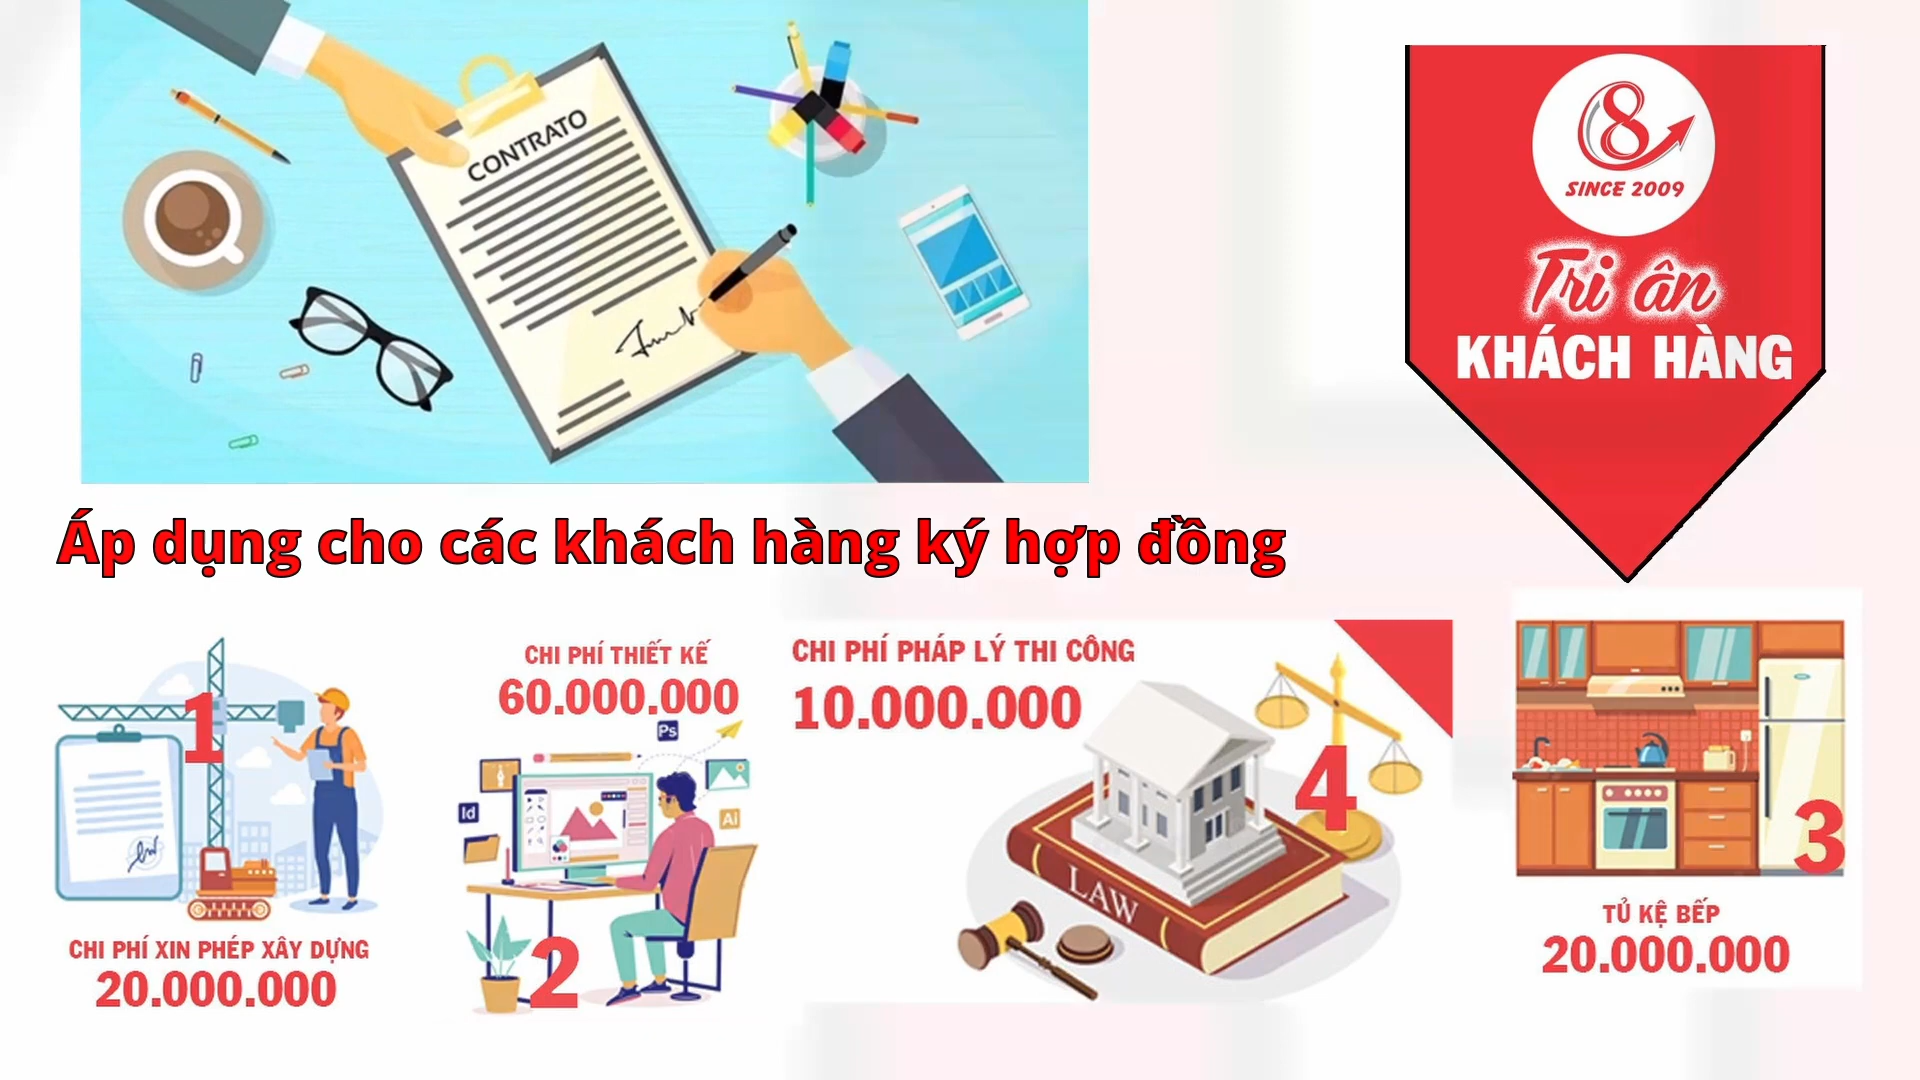 CONTRATO
8
SINCE 2009
Tri ân
KHÁCH HÀNG
Áp dụng cho các khách hàng ký hợp đồng
1
CHI PHÍ XIN PHÉP XÂY DỰNG
20.000.000
CHI PHÍ THIẾT KẾ
60.000.000
Ps
Id
Ai
2
CHI PHÍ PHÁP LÝ THI CÔNG
10.000.000
LAW
4
3
TỦ KỆ BẾP
20.000.000